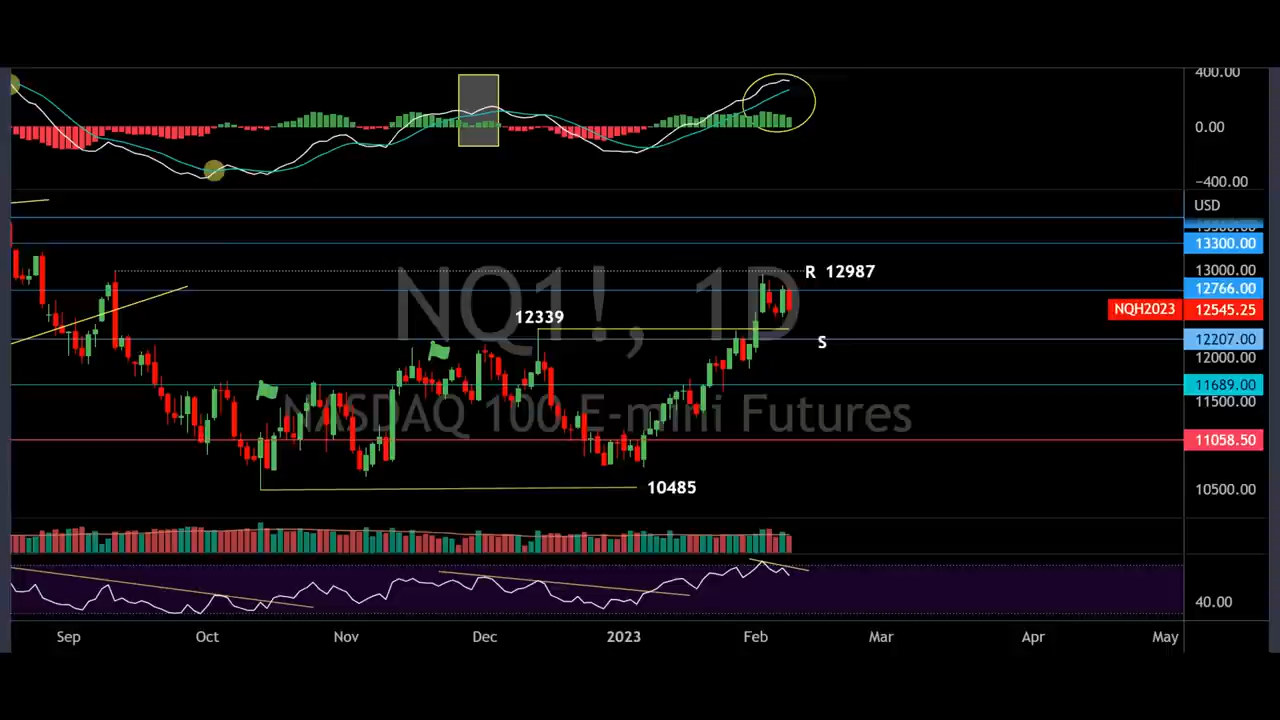 400.00
0.00
−400.00
USD
13300.00
13000.00
R 12987
12766.00
NQ1!, 1D
NQH2023 12545.25
12339
12207.00
S
12000.00
11689.00
11500.00
NASDAQ 100 E-mini Futures
11058.50
10485
10500.00
40.00
Sep Oct Nov Dec 2023 Feb Mar Apr May